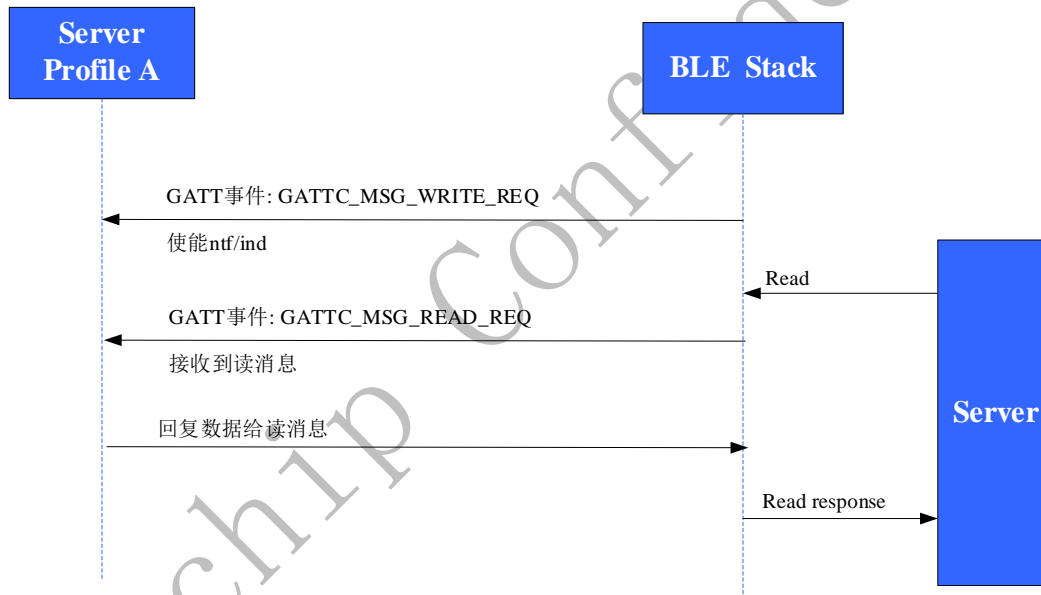 Server
Profile A
BLE Stack
GATT事件: GATTC_MSG_WRITE_REQ
使能ntf/ind
Read
GATT事件: GATTC_MSG_READ_REQ
接收到读消息
Server
回复数据给读消息
Read response
chip Conf